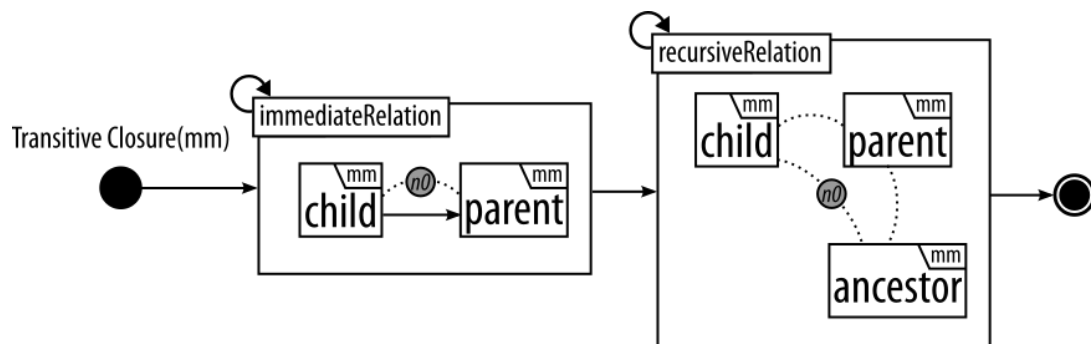 Transitive Closure(mm)
immediateRelation
mm
child
n0
mm
parent
recursiveRelation
mm
child
mm
parent
n0
mm
ancestor